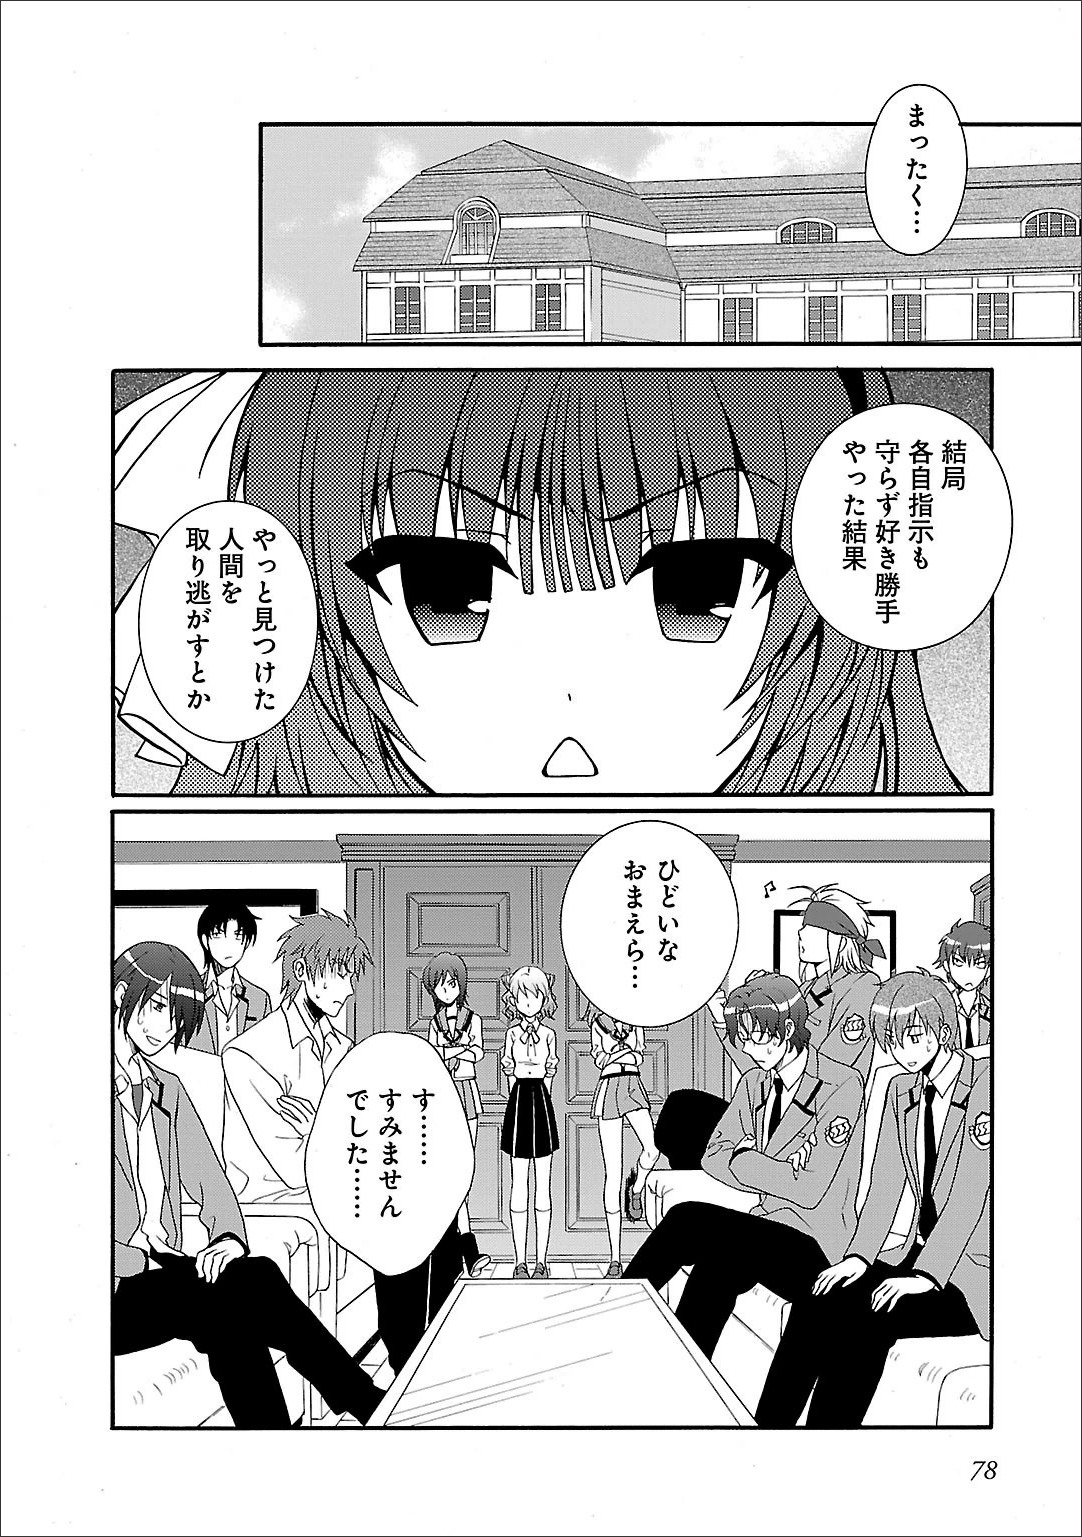 まったく…
結局
各自指示も
守らず好き勝手
やった結果
やっと見つけた
人間を
取り逃がすとか
ひどいな
おまえら…
す……
すみません
でした……
78